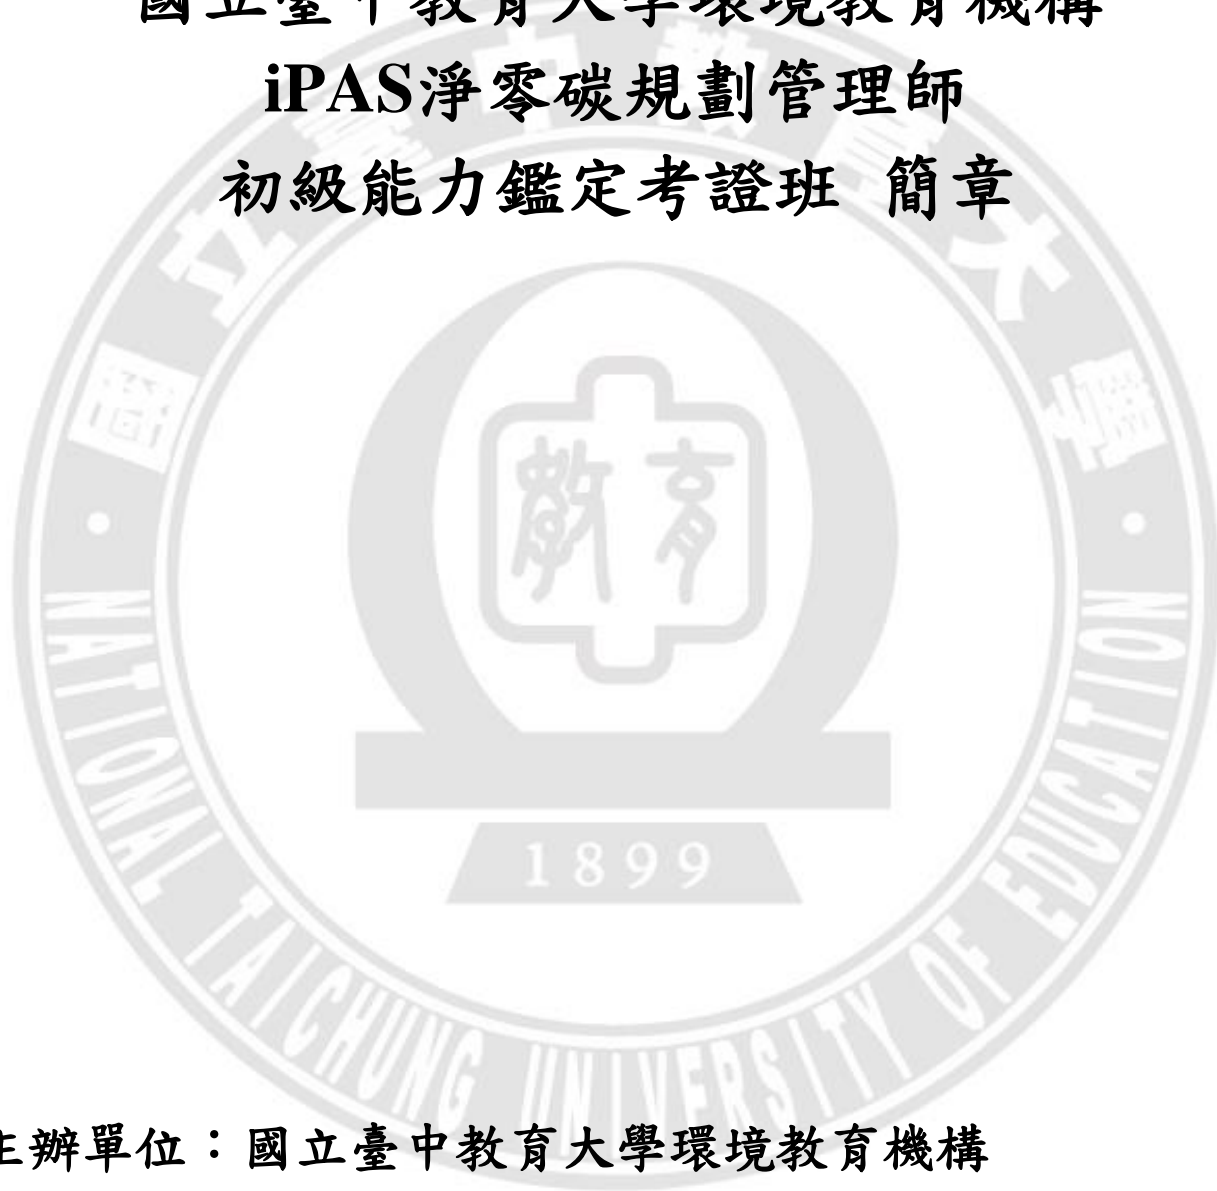 國立臺中教育大學環境教育機構
iPAS淨零碳規劃管理師
初級能力鑑定考證班 簡章
國立臺中教育大學
教育
1899
NATIONAL TAICHUNG UNIVERSITY OF EDUCATION
主辦單位：國立臺中教育大學環境教育機構